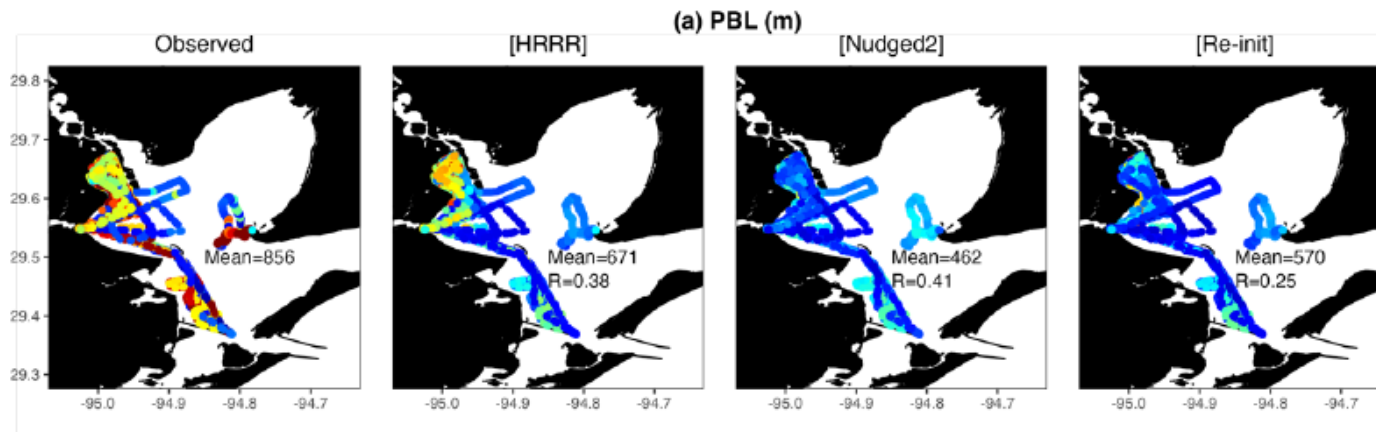 (a) PBL (m)
Observed [HRRR] [Nudged2] [Re-init]
29.8
29.7
29.6
29.5
29.4
29.3
Mean=856 Mean=671 Mean=462 Mean=570
R=0.38 R=0.41 R=0.25
-95.0 -94.9 -94.8 -94.7 -95.0 -94.9 -94.8 -94.7 -95.0 -94.9 -94.8 -94.7 -95.0 -94.9 -94.8 -94.7